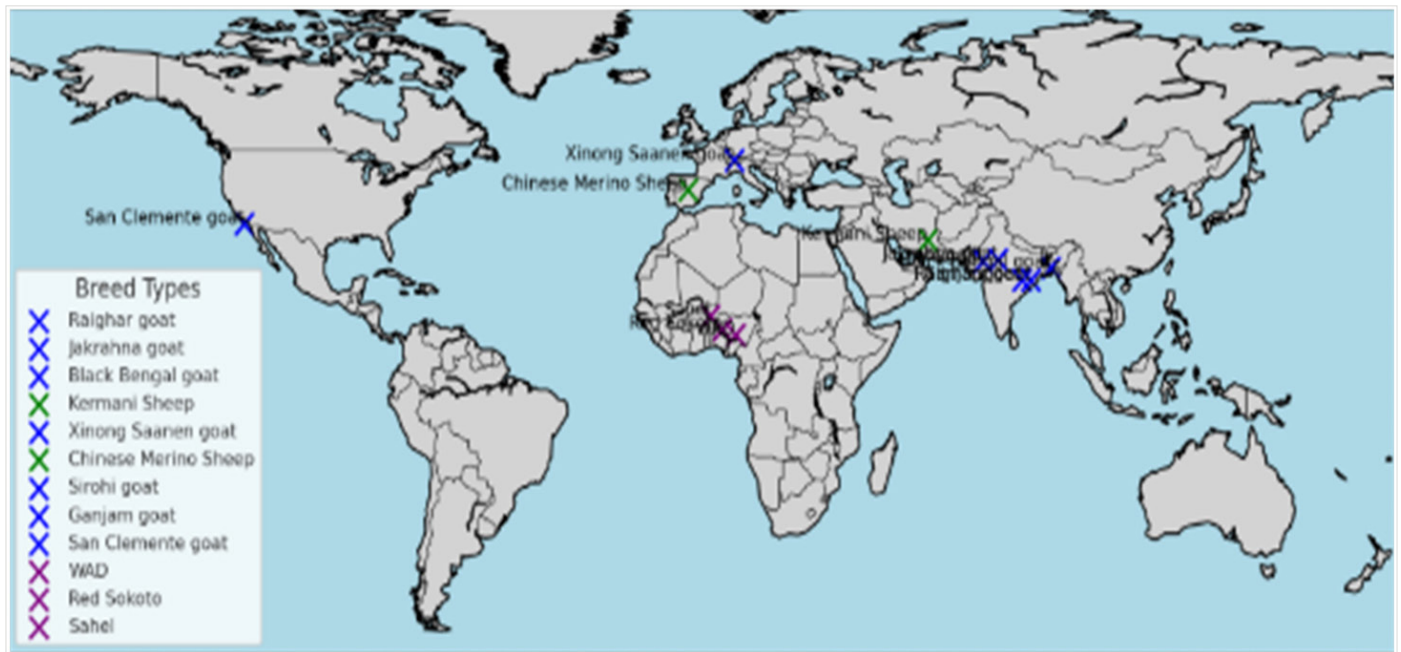 Xinong Saanen goat
Chinese Merino Sheep
San Clemente goat
Kermani Sheep
Breed Types
Raighar goat
Jakrahna goat
Black Bengal goat
Kermani Sheep
Xinong Saanen goat
Chinese Merino Sheep
Sirohi goat
Ganjam goat
San Clemente goat
WAD
Red Sokoto
Sahel